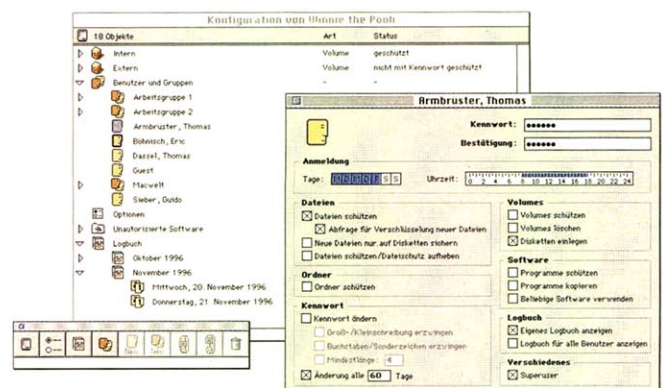 Konfiguration von Winnie the Pooh
18 Objekte Art Status
Intern Volume geschützt
Extern Volume nicht mit Kennwort geschützt
Benutzer und Gruppen - -
Arbeitsgruppe 1
Arbeitsgruppe 2
Armbruster, Thomas
Böhnisch, Eric
Dassel, Thomas
Guest
Macwelt
Sieber, Guido
Optionen
Unautorisierte Software
Logbuch
Oktober 1996
November 1996
Mittwoch, 20. November 1996
Donnerstag, 21. November 1996
Armbruster, Thomas
Kennwort:
Bestätigung:
Anmeldung
Tage: S S
Uhrzeit: 0 2 4 6 8 10 12 14 16 18 20 22 24
Dateien
Dateien schützen
Abfrage für Verschlüsselung neuer Dateien
Neue Dateien nur auf Disketten sichern
Dateien schützen/Dateischutz aufheben
Ordner
Ordner schützen
Kennwort
Kennwort ändern
Groß-/Kleinschreibung erzwingen
Buchstaben/Sonderzeichen erzwingen
Mindestlänge: 4
Änderung alle 60 Tage
Volumes
Volumes schützen
Volumes löschen
Disketten einlegen
Software
Programme schützen
Programme kopieren
Beliebige Software verwenden
Logbuch
Eigenes Logbuch anzeigen
Logbuch für alle Benutzer anzeigen
Verschiedenes
Superuser